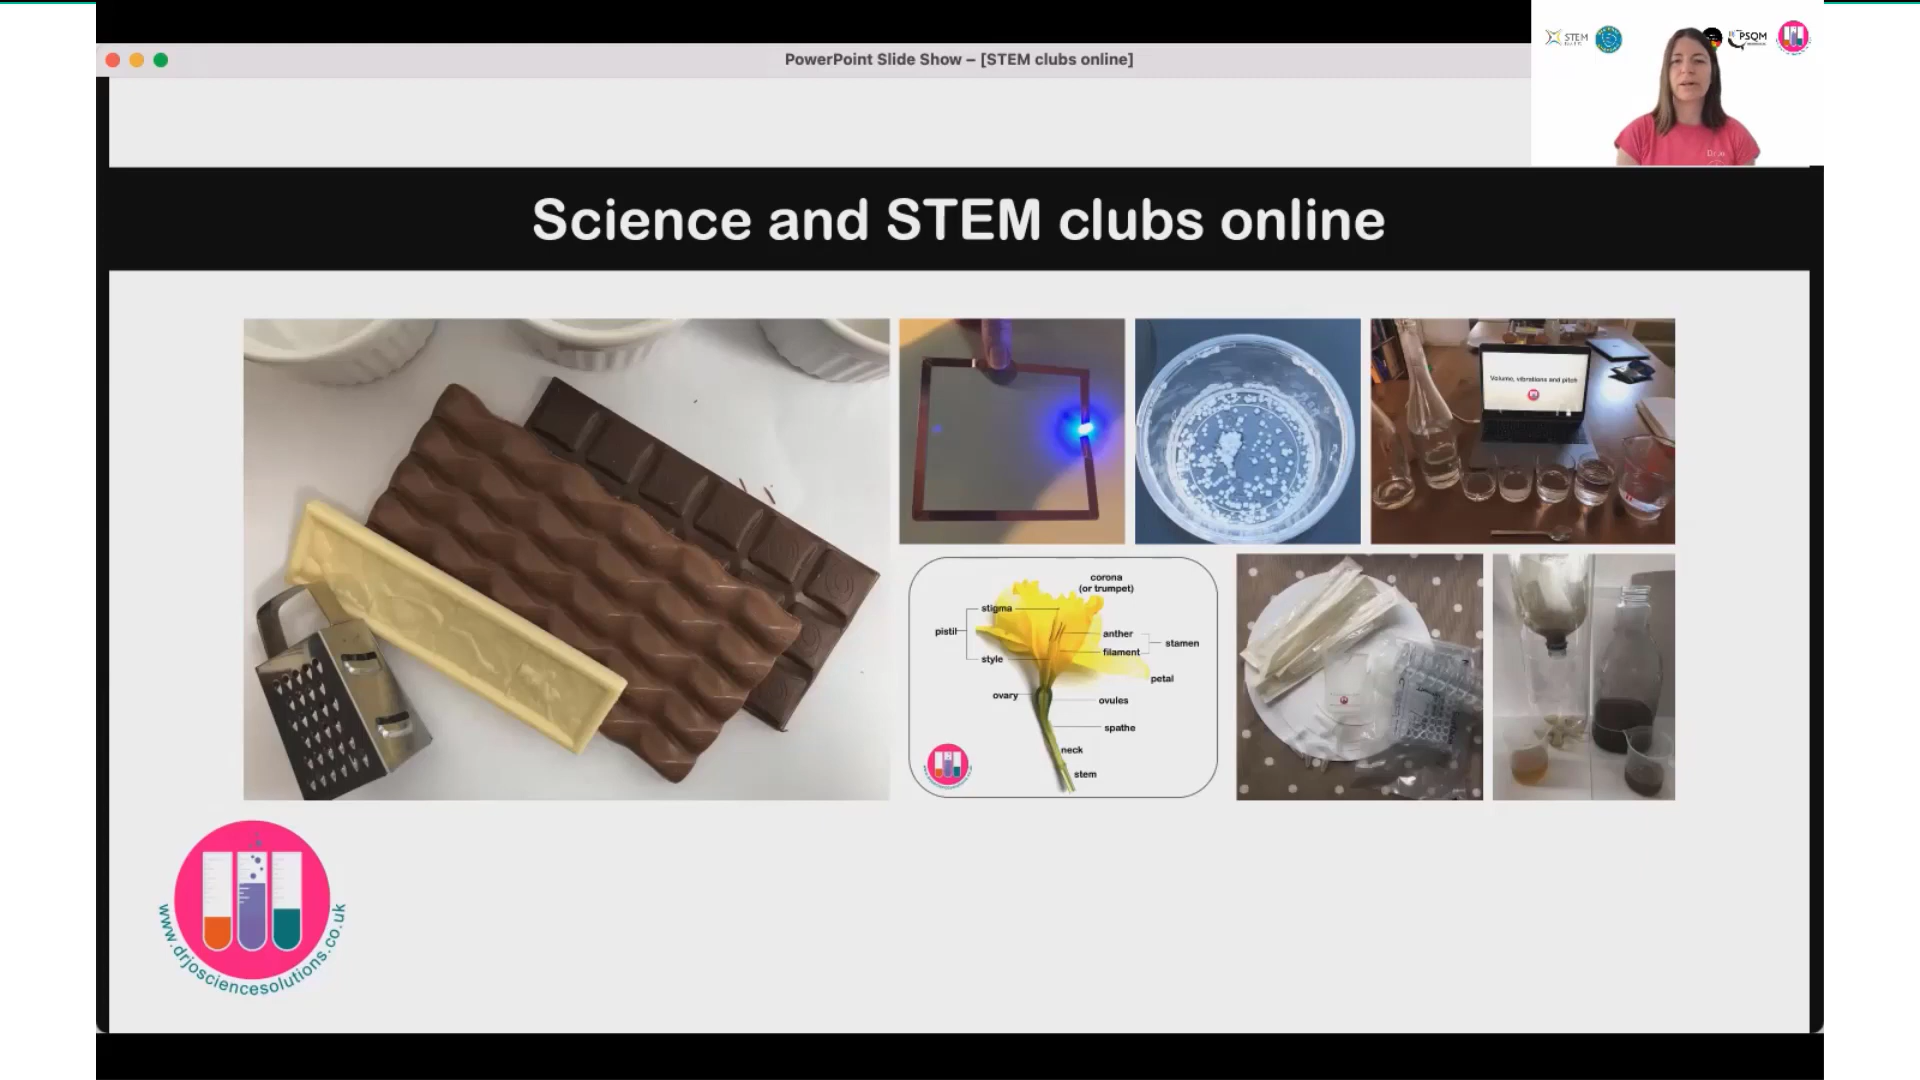 STEM
PSQM
PowerPoint Slide Show – [STEM clubs online]
Science and STEM clubs online
Volume, vibrations and pitch
corona
(or trumpet)
stigma
pistil
anther
stamen
filament
style
petal
ovary
ovules
spathe
neck
stem
www.drjosciencesolutions.co.uk